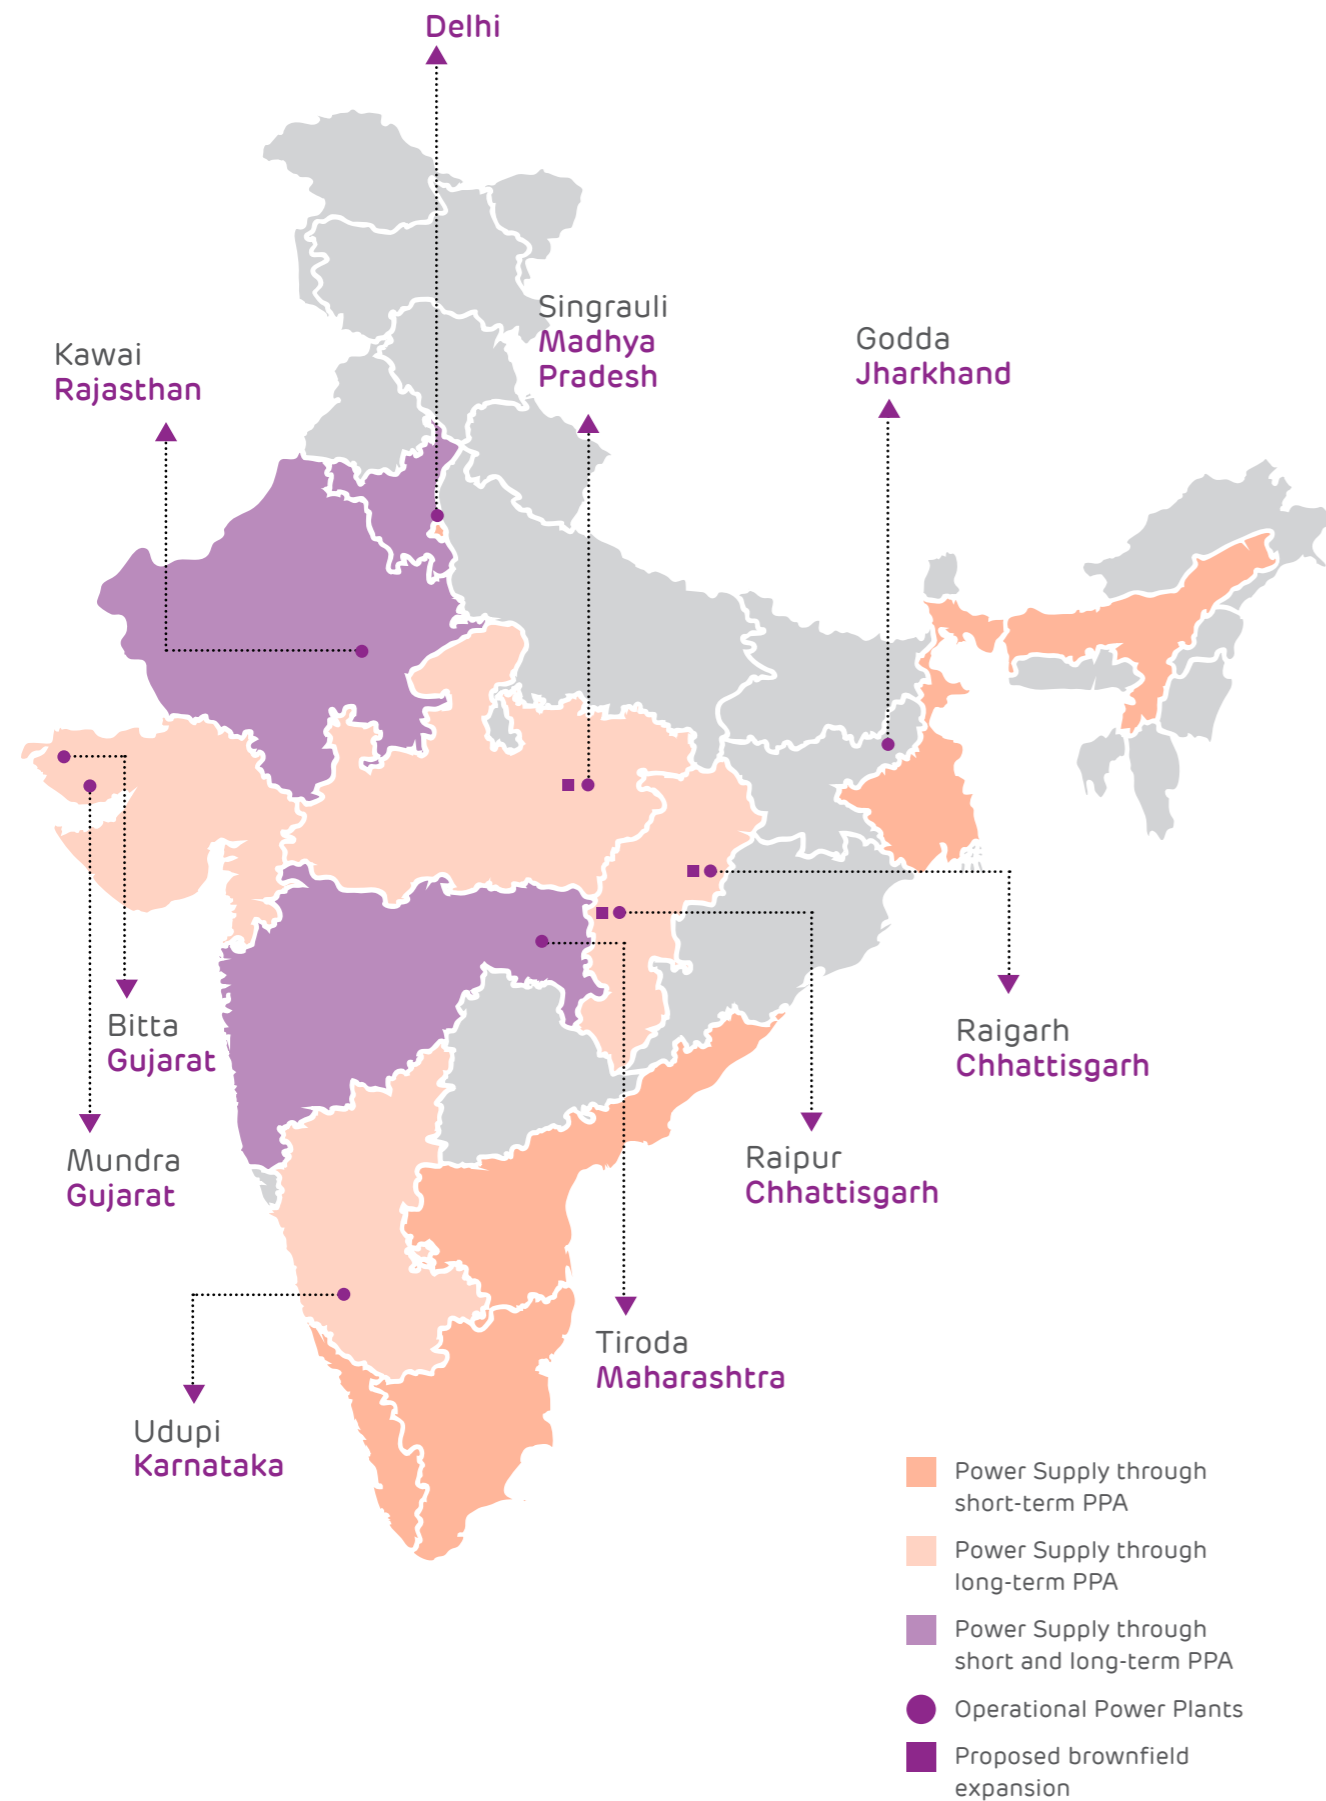 Delhi
Singrauli
Madhya
Pradesh
Godda
Jharkhand
Kawai
Rajasthan
Bitta
Gujarat
Raigarh
Chhattisgarh
Mundra
Gujarat
Raipur
Chhattisgarh
Tiroda
Maharashtra
Udupi
Karnataka
Power Supply through
short-term PPA
Power Supply through
long-term PPA
Power Supply through
short and long-term PPA
Operational Power Plants
Proposed brownfield
expansion